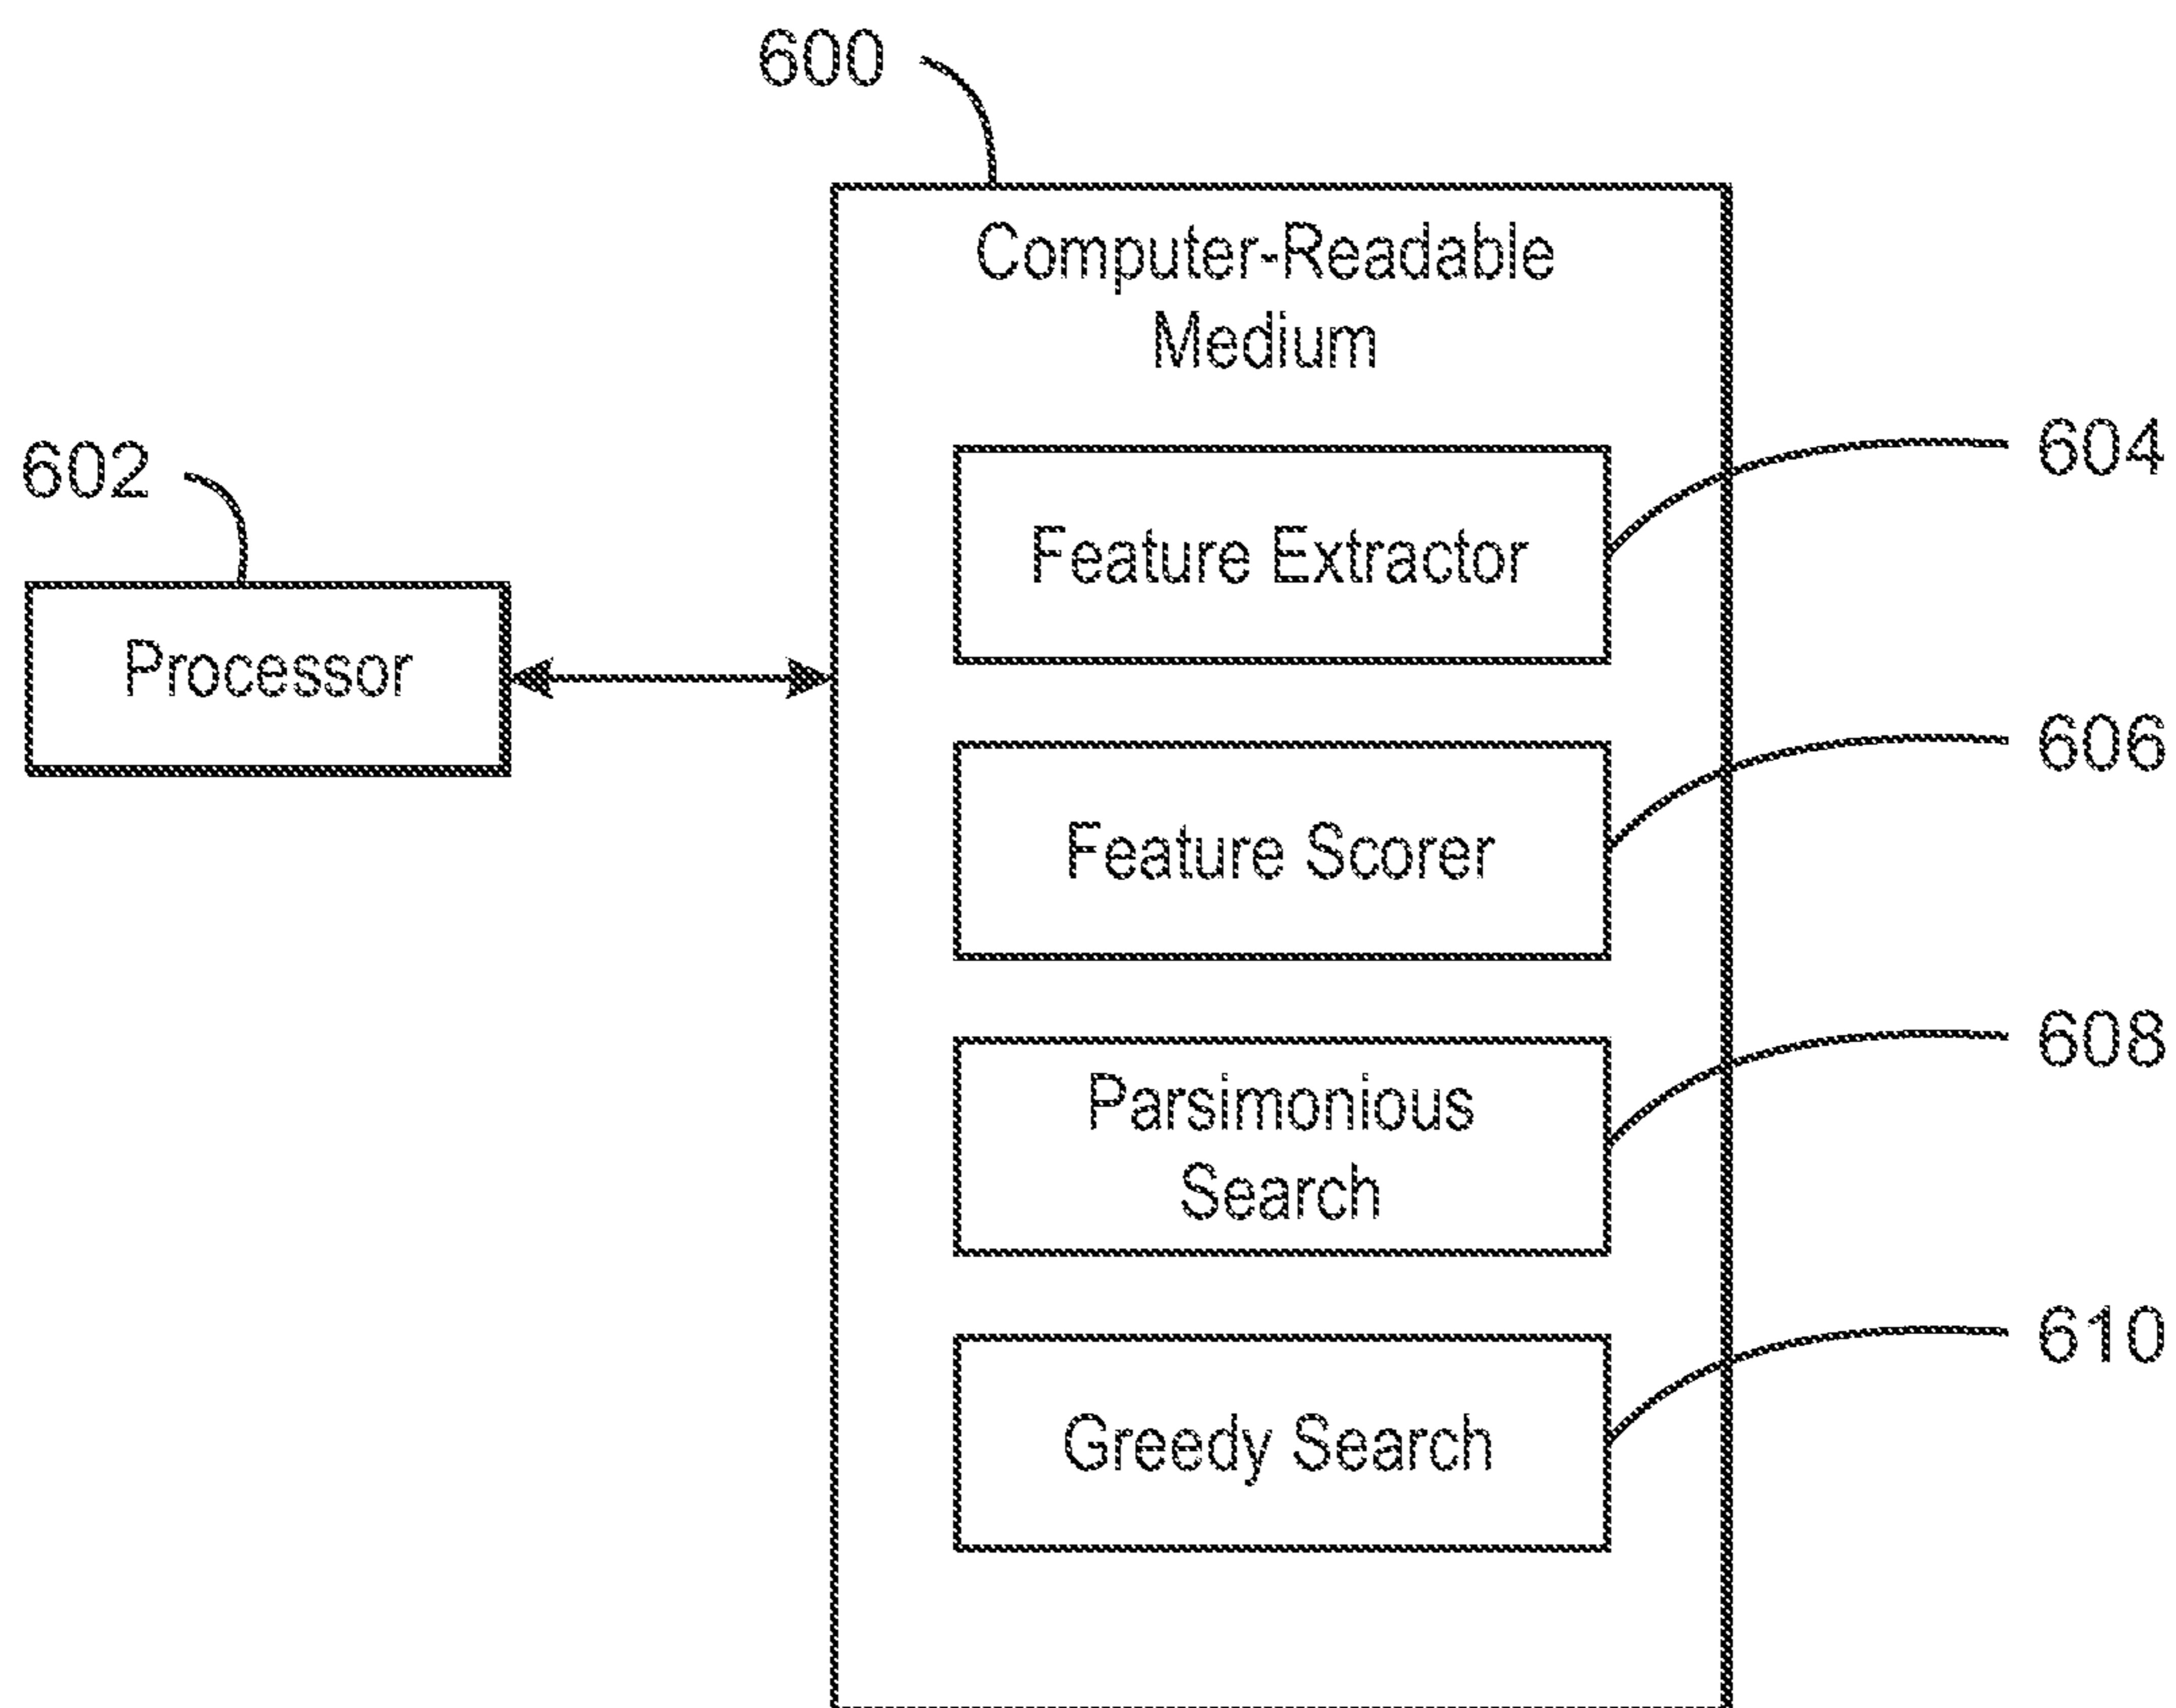 600
Computer-Readable
Medium
602
604
Feature Extractor
Processor
606
Feature Scorer
608
Parsimonious
Search
610
Greedy Search